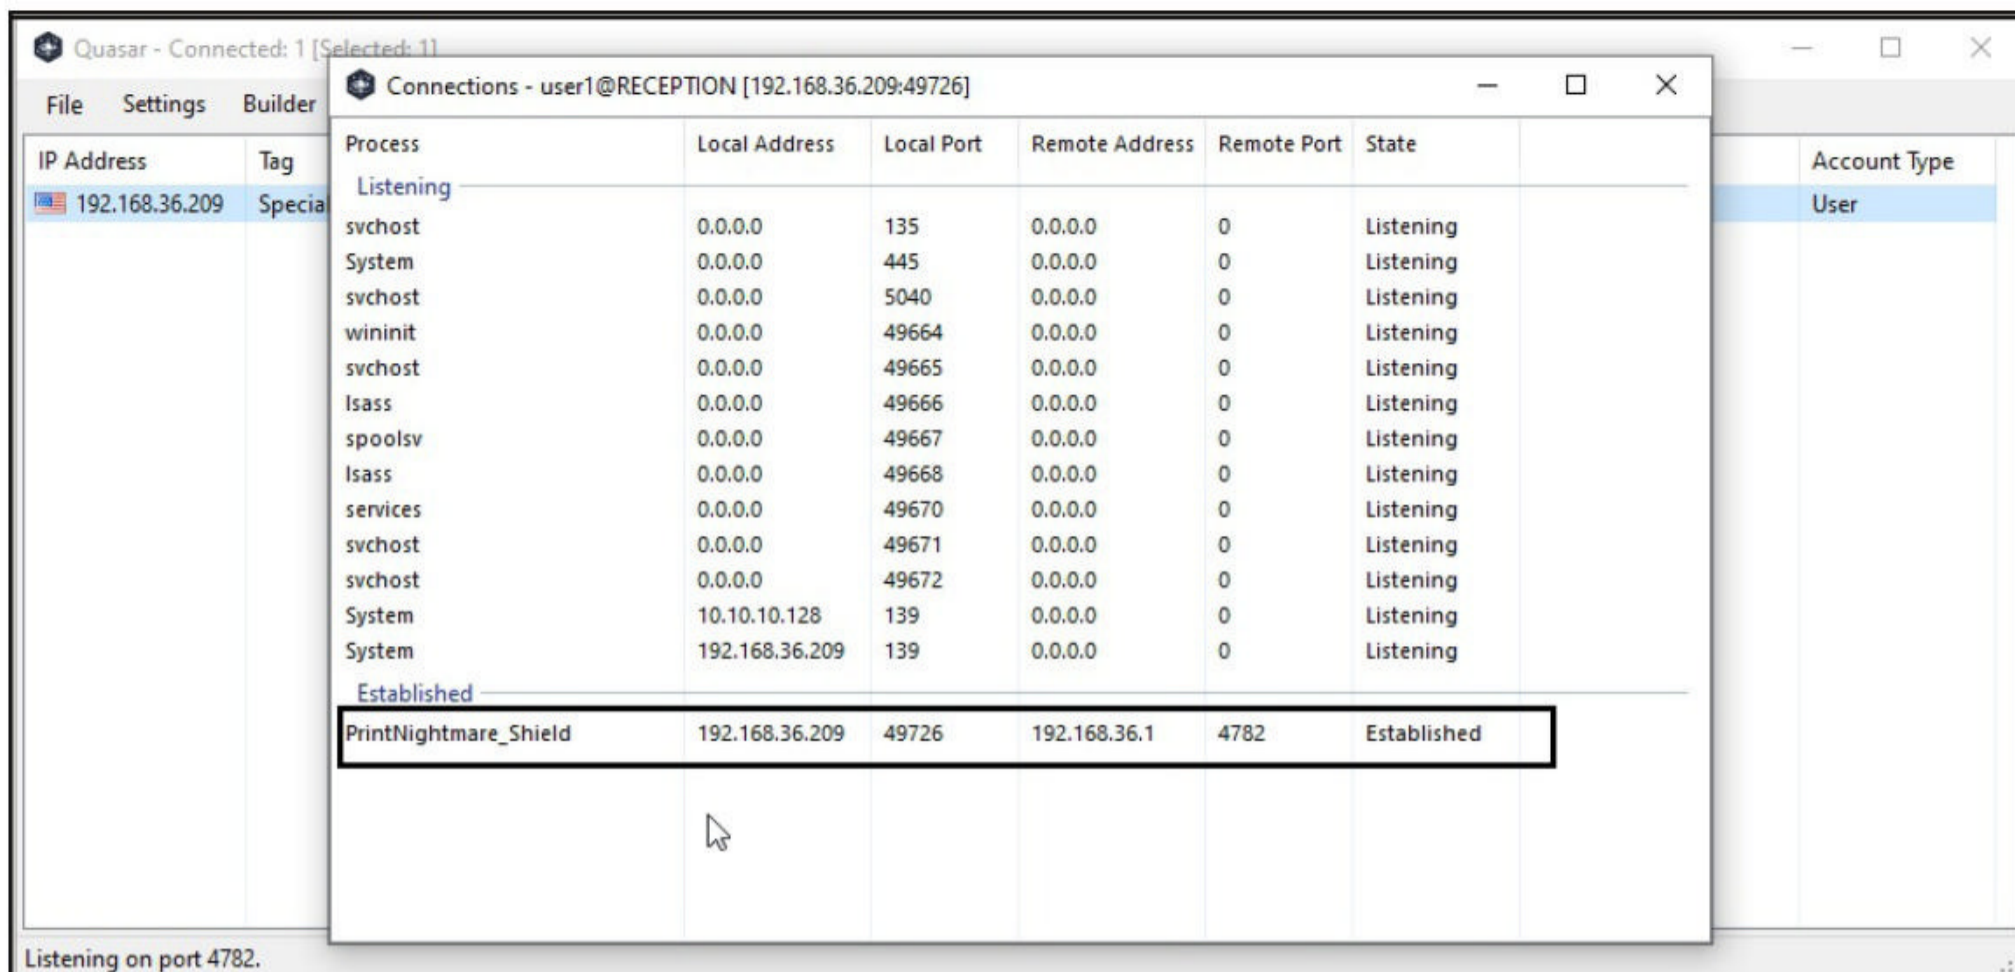 Quasar - Connected: 1 [Selected: 1]
File Settings Builder
IP Address Tag Account Type
192.168.36.209 Special User
Connections - user1@RECEPTION [192.168.36.209:49726]
Process Local Address Local Port Remote Address Remote Port State
Listening
svchost 0.0.0.0 135 0.0.0.0 0 Listening
System 0.0.0.0 445 0.0.0.0 0 Listening
svchost 0.0.0.0 5040 0.0.0.0 0 Listening
wininit 0.0.0.0 49664 0.0.0.0 0 Listening
svchost 0.0.0.0 49665 0.0.0.0 0 Listening
lsass 0.0.0.0 49666 0.0.0.0 0 Listening
spoolsv 0.0.0.0 49667 0.0.0.0 0 Listening
lsass 0.0.0.0 49668 0.0.0.0 0 Listening
services 0.0.0.0 49670 0.0.0.0 0 Listening
svchost 0.0.0.0 49671 0.0.0.0 0 Listening
svchost 0.0.0.0 49672 0.0.0.0 0 Listening
System 10.10.10.128 139 0.0.0.0 0 Listening
System 192.168.36.209 139 0.0.0.0 0 Listening
Established
PrintNightmare_Shield 192.168.36.209 49726 192.168.36.1 4782 Established
Listening on port 4782.